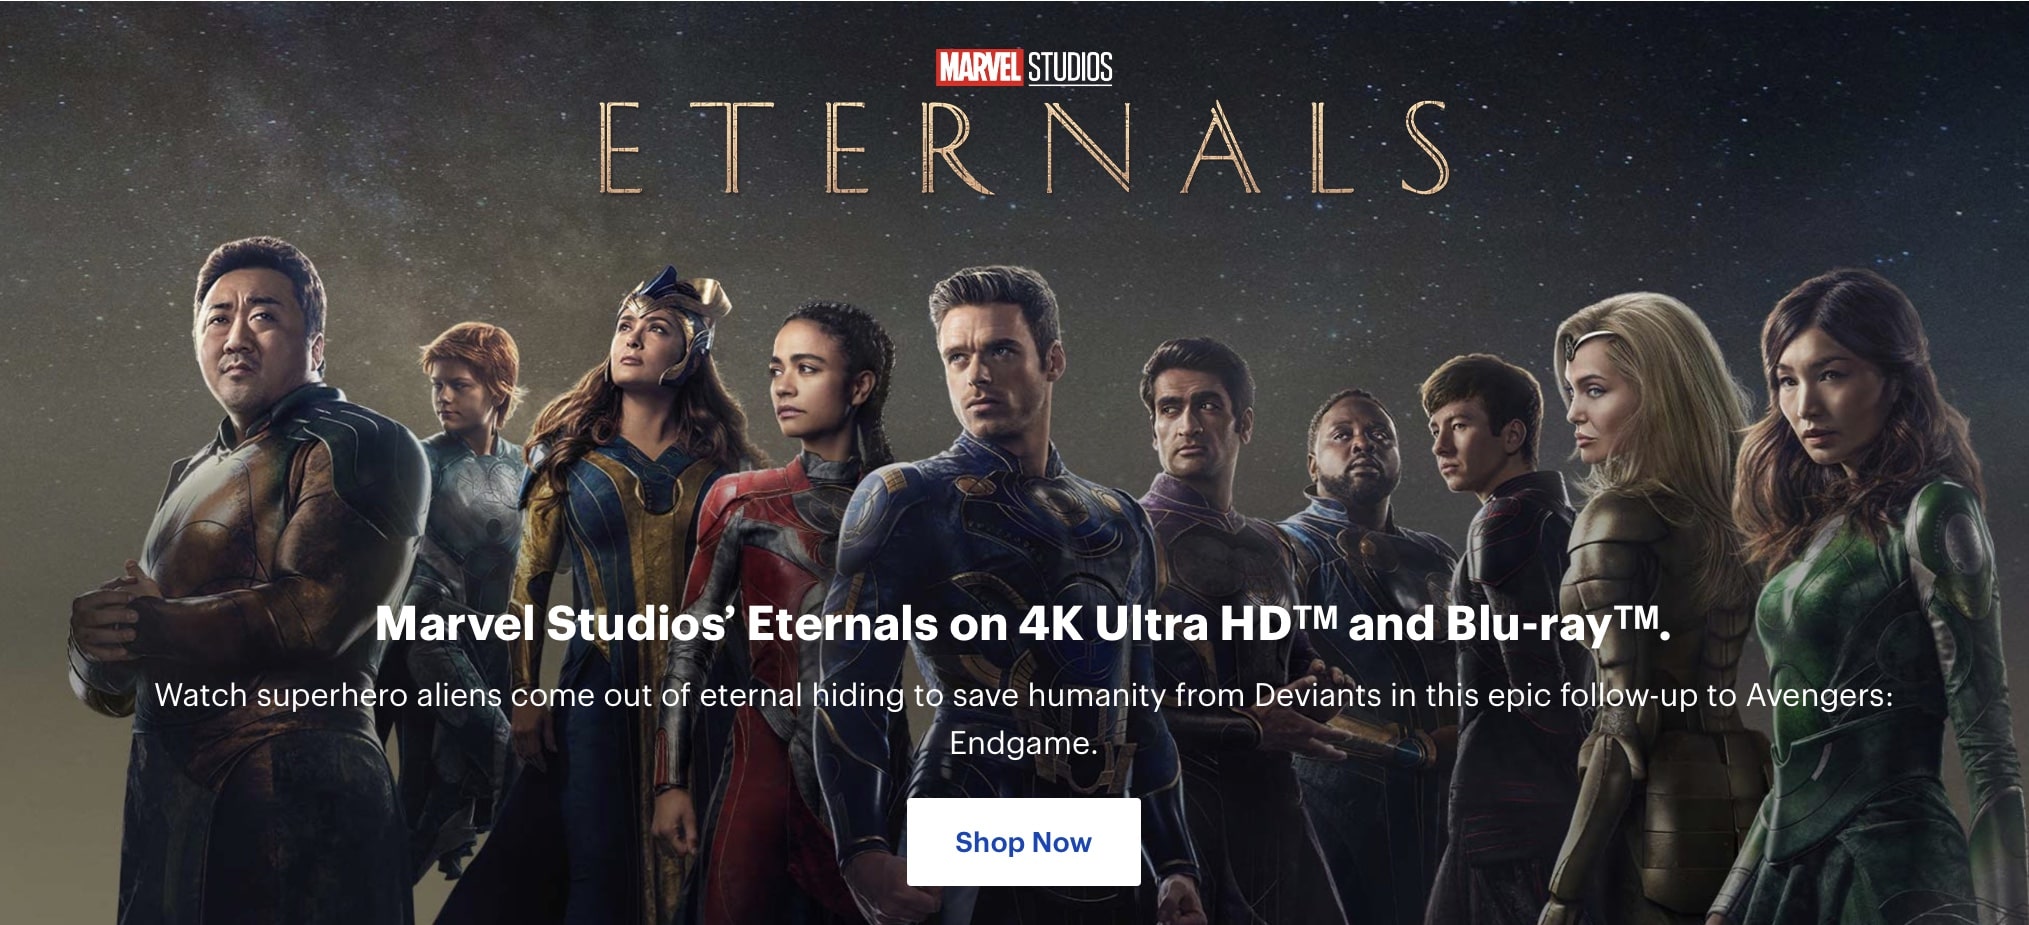 MARVEL STUDIOS
ETERNALS
Marvel Studios’ Eternals on 4K Ultra HD™ and Blu-ray™.
Watch superhero aliens come out of eternal hiding to save humanity from Deviants in this epic follow-up to Avengers:
Endgame.
Shop Now